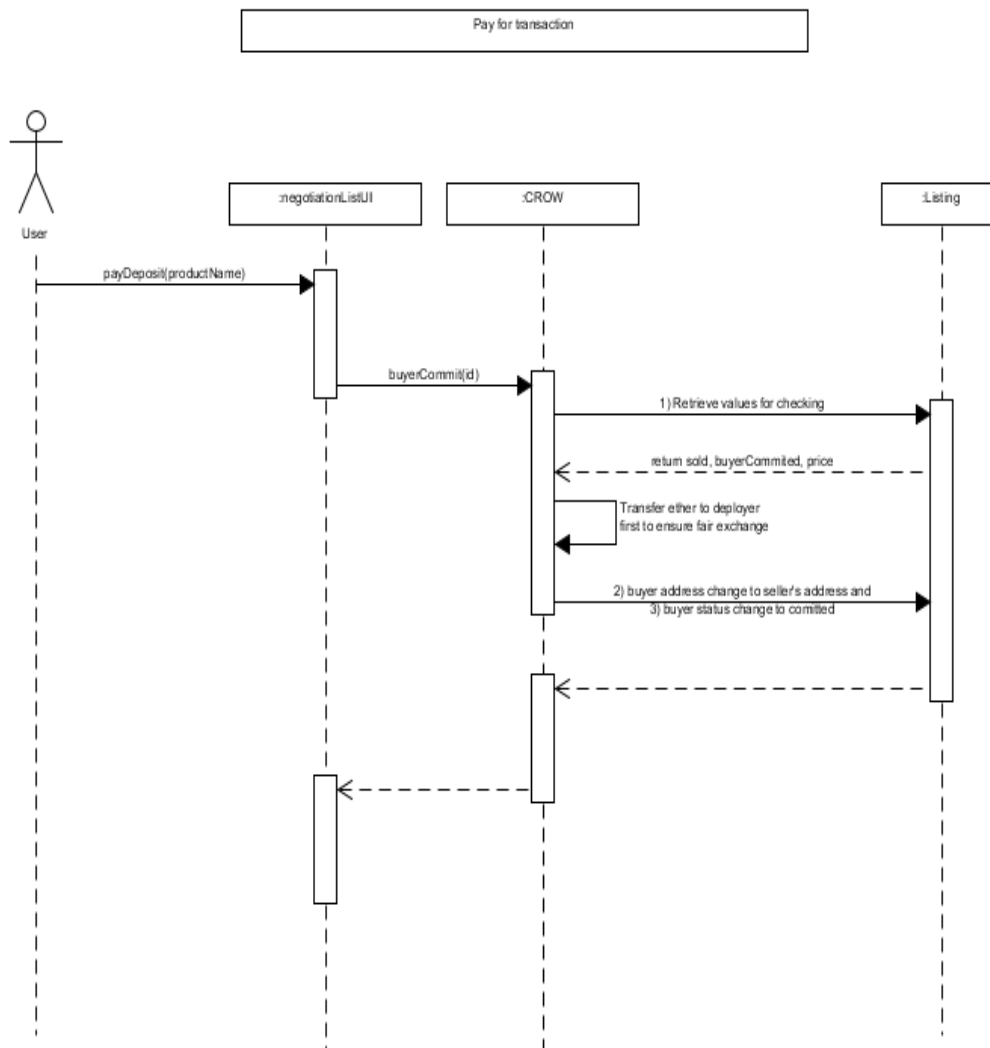 Pay for transaction
User
:negotiationListUI
:CROW
:Listing
payDeposit(productName)
buyerCommit(id)
1) Retrieve values for checking
return sold, buyerCommited, price
Transfer ether to deployer
first to ensure fair exchange
2) buyer address change to seller's address and
3) buyer status change to comitted